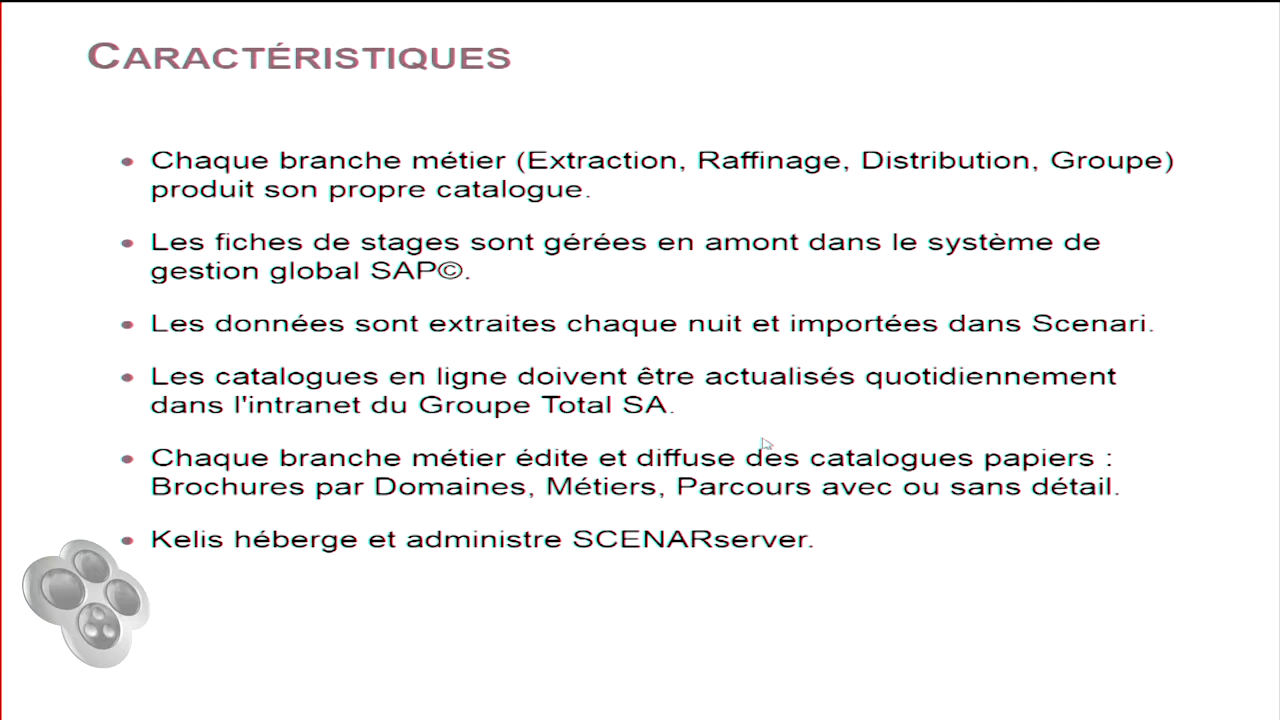 CARACTÉRISTIQUES
• Chaque branche métier (Extraction, Raffinage, Distribution, Groupe)
produit son propre catalogue.
• Les fiches de stages sont gérées en amont dans le système de
gestion global SAP©.
• Les données sont extraites chaque nuit et importées dans Scenari.
• Les catalogues en ligne doivent être actualisés quotidiennement
dans l'intranet du Groupe Total SA.
• Chaque branche métier édite et diffuse des catalogues papiers :
Brochures par Domaines, Métiers, Parcours avec ou sans détail.
• Kelis héberge et administre SCENARserver.